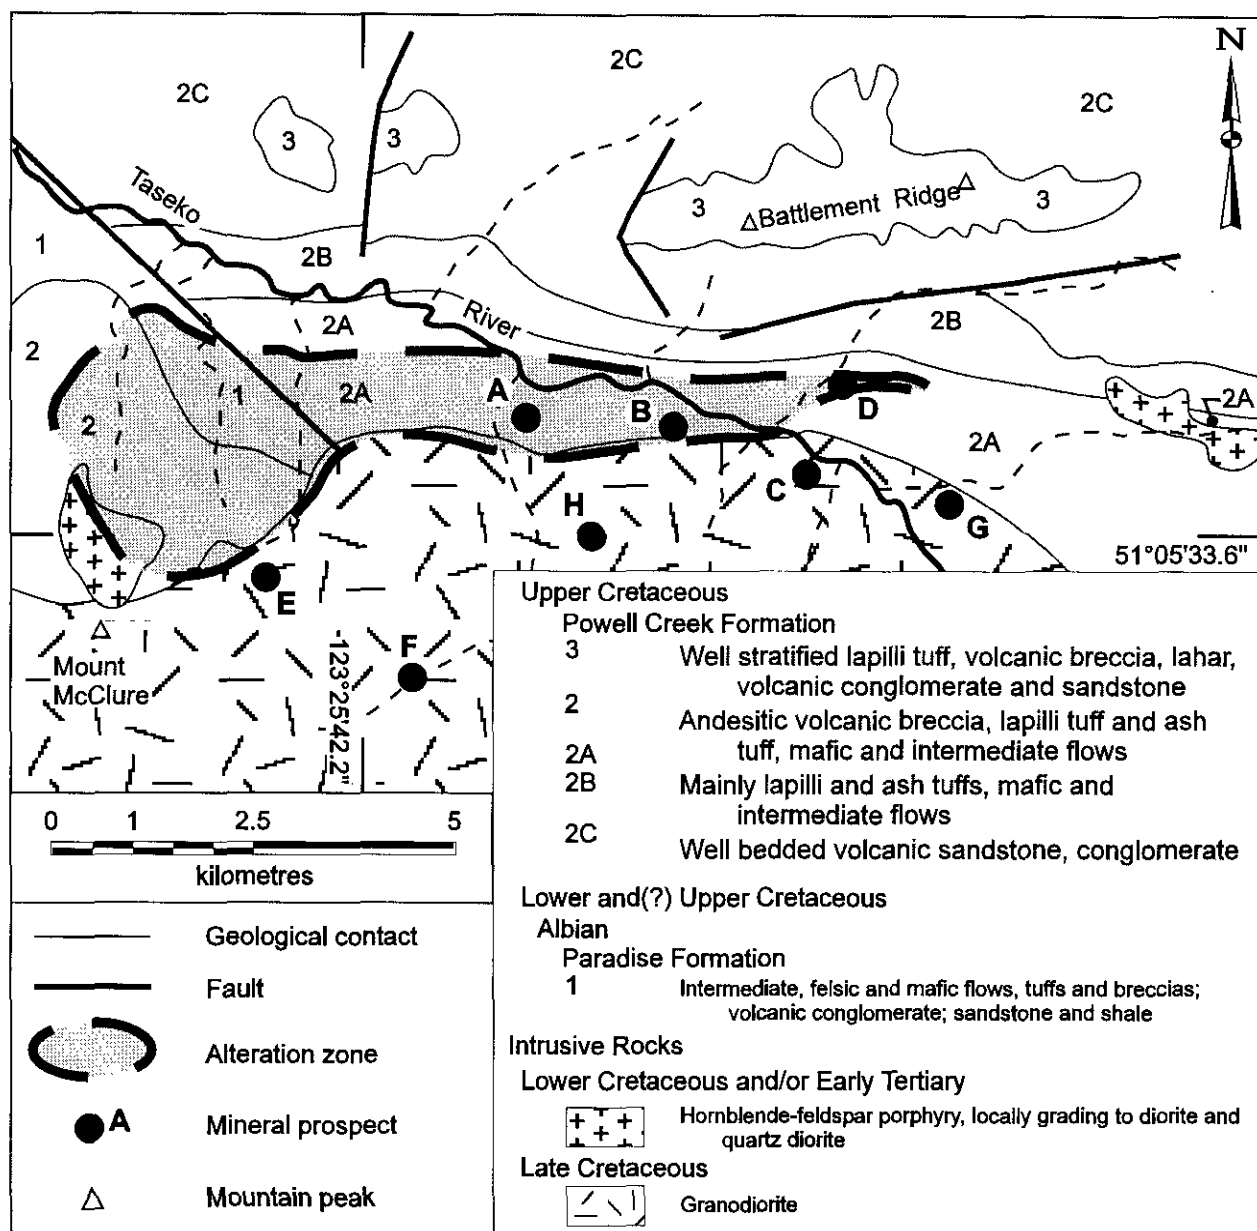 N
2C
2C
2C
3
3
Taseko
1
2B
3
Battlement Ridge
3
River
2A
2B
2
1
2A
A
B
D
2A
2
2A
C
H
G
51°05'33.6"
E
F
123°25'42.2"
Mount
McClure
0 1 2.5 5
kilometres
Geological contact
Fault
Alteration zone
A Mineral prospect
Mountain peak
Upper Cretaceous
Powell Creek Formation
3 Well stratified lapilli tuff, volcanic breccia, lahar,
volcanic conglomerate and sandstone
2 Andesitic volcanic breccia, lapilli tuff and ash
2A tuff, mafic and intermediate flows
2B Mainly lapilli and ash tuffs, mafic and
intermediate flows
2C Well bedded volcanic sandstone, conglomerate
Lower and(?) Upper Cretaceous
Albian
Paradise Formation
1 Intermediate, felsic and mafic flows, tuffs and breccias;
volcanic conglomerate; sandstone and shale
Intrusive Rocks
Lower Cretaceous and/or Early Tertiary
Hornblende-feldspar porphyry, locally grading to diorite and
quartz diorite
Late Cretaceous
Granodiorite